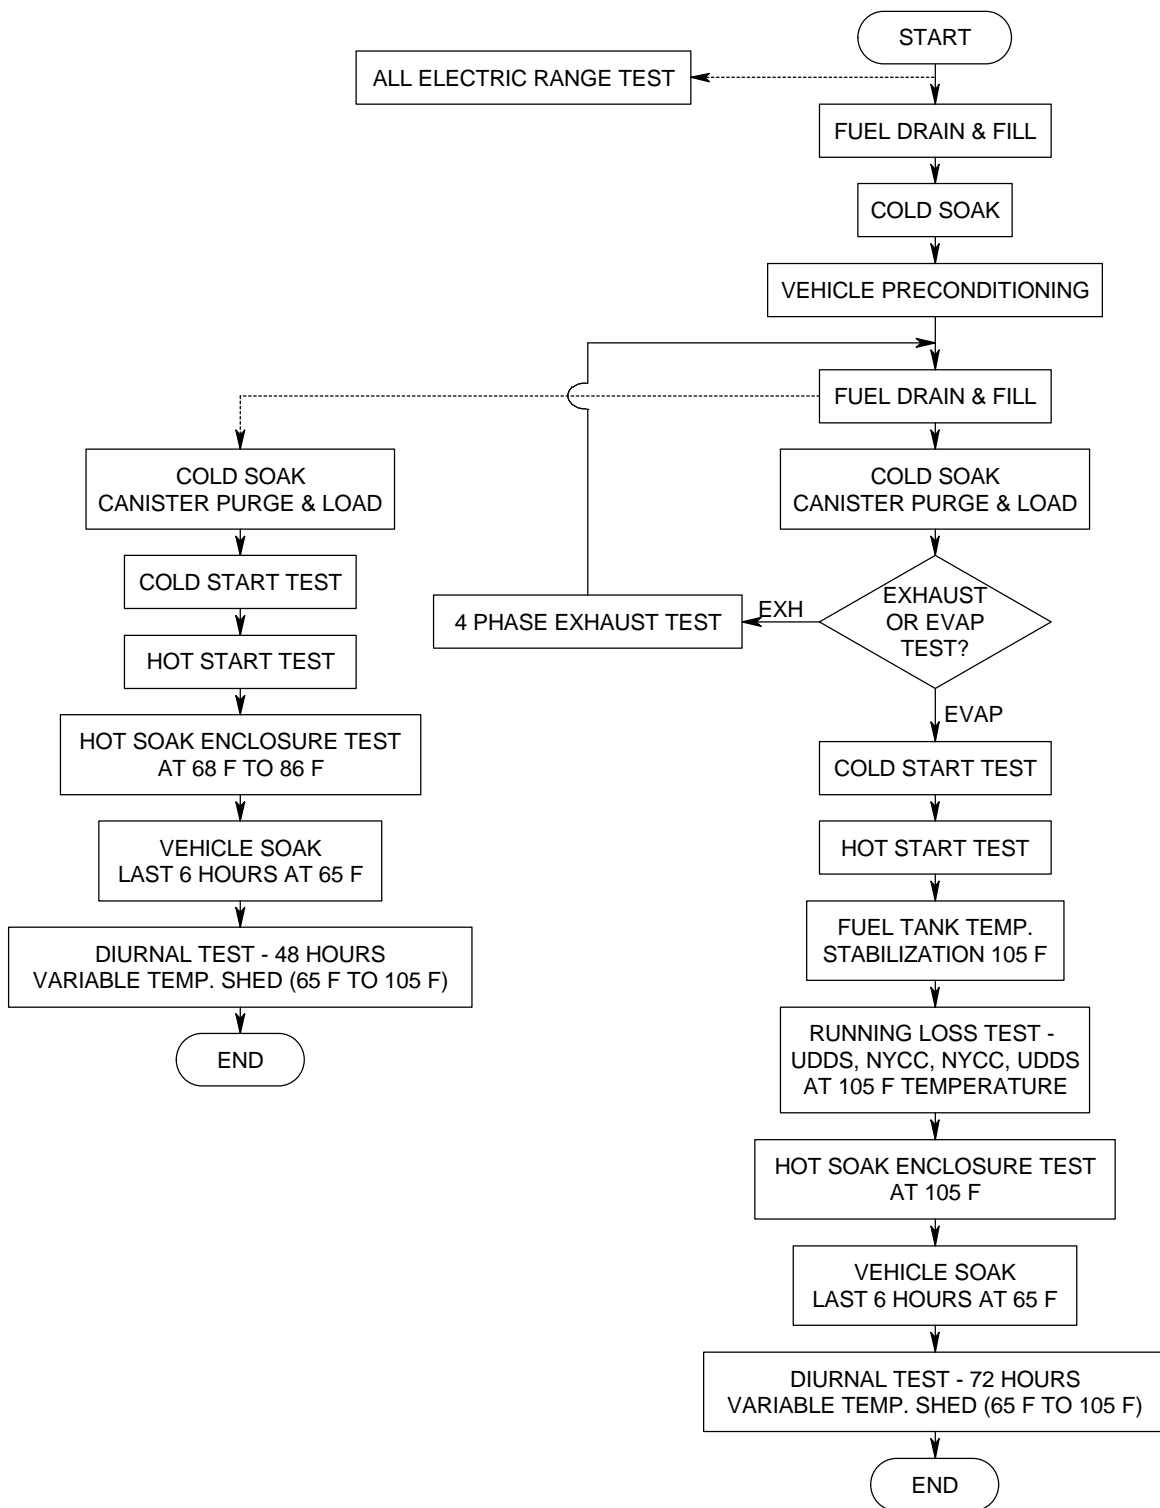 START
ALL ELECTRIC RANGE TEST
FUEL DRAIN & FILL
COLD SOAK
VEHICLE PRECONDITIONING
FUEL DRAIN & FILL
COLD SOAK
CANISTER PURGE & LOAD
COLD START TEST
HOT START TEST
HOT SOAK ENCLOSURE TEST
AT 68 F TO 86 F
VEHICLE SOAK
LAST 6 HOURS AT 65 F
DIURNAL TEST - 48 HOURS
VARIABLE TEMP. SHED (65 F TO 105 F)
END
COLD SOAK
CANISTER PURGE & LOAD
EXHAUST
OR EVAP
TEST?
EXH
4 PHASE EXHAUST TEST
EVAP
COLD START TEST
HOT START TEST
FUEL TANK TEMP.
STABILIZATION 105 F
RUNNING LOSS TEST -
UDDS, NYCC, NYCC, UDDS
AT 105 F TEMPERATURE
HOT SOAK ENCLOSURE TEST
AT 105 F
VEHICLE SOAK
LAST 6 HOURS AT 65 F
DIURNAL TEST - 72 HOURS
VARIABLE TEMP. SHED (65 F TO 105 F)
END